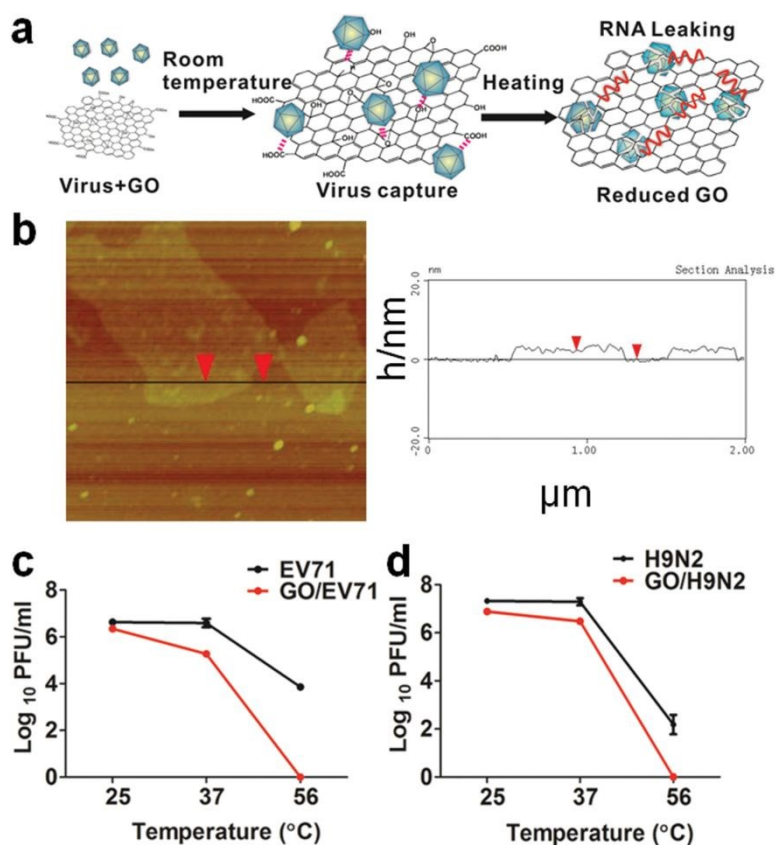 a
Room
temperature
Heating
RNA Leaking
Virus+GO
Virus capture
Reduced GO
OH
COOH
HOOC
OH
OH
COOH
HOOC
HOOC
COOH
b
nm
Section Analysis
20.0
0
-20.0
h/nm
0
1.00
2.00
μm
c
EV71
GO/EV71
Log 10 PFU/ml
8
6
4
2
0
25
37
56
Temperature (°C)
d
H9N2
GO/H9N2
Log 10 PFU/ml
8
6
4
2
0
25
37
56
Temperature (°C)